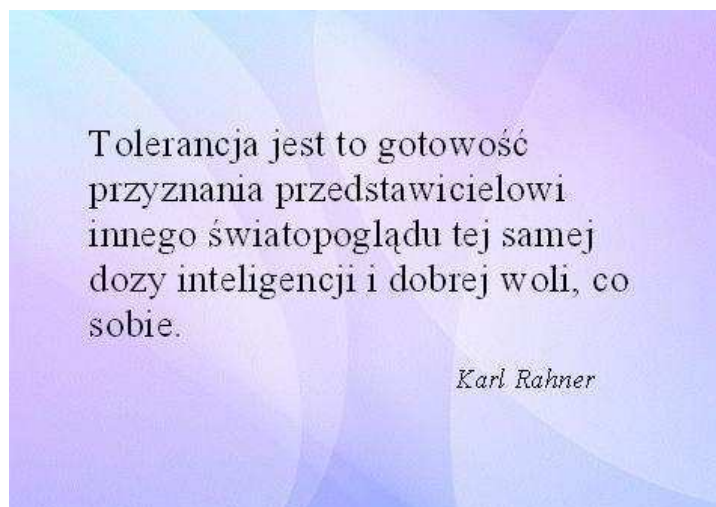 Tolerancja jest to gotowość
przyznania przedstawicielowi
innego światopoglądu tej samej
dozy inteligencji i dobrej woli, co
sobie.
Karl Rahner